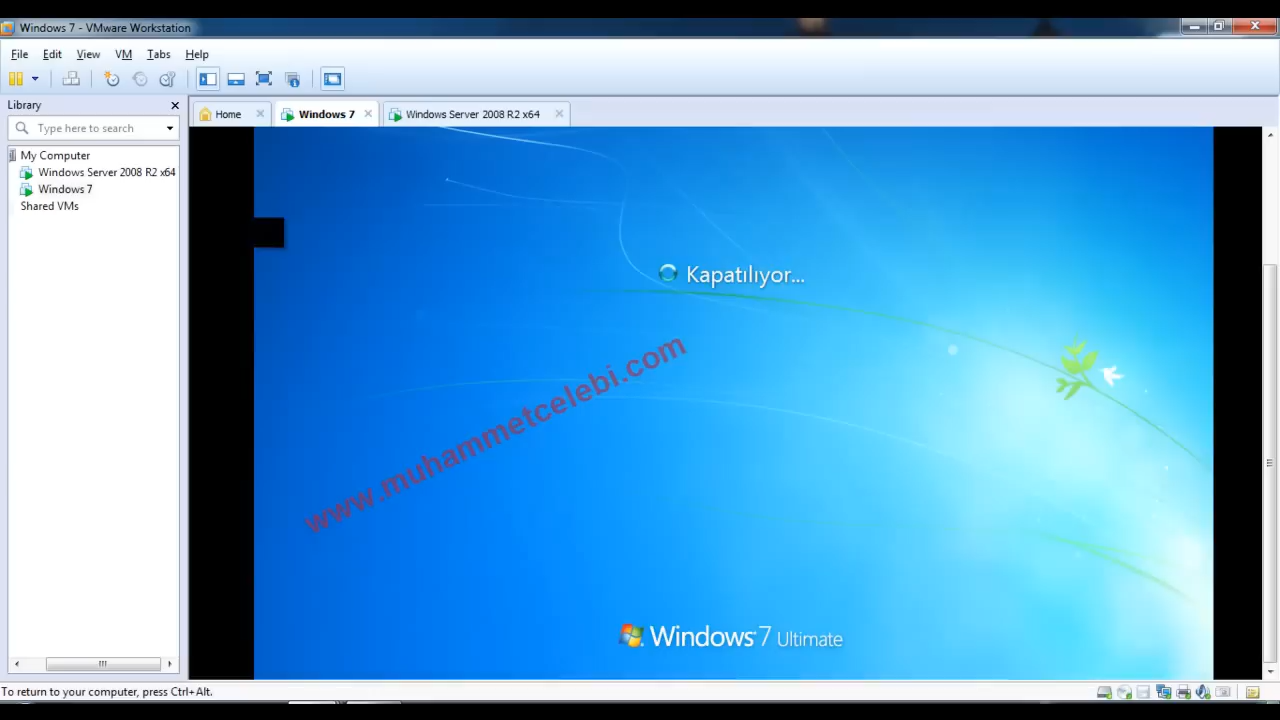 Windows 7 - VMware Workstation
File Edit View VM Tabs Help
Library
Home
Windows 7
Windows Server 2008 R2 x64
Type here to search
My Computer
Windows Server 2008 R2 x64
Windows 7
Shared VMs
Kapatılıyor...
www.muhammetcelebi.com
Windows 7 Ultimate
To return to your computer, press Ctrl+Alt.